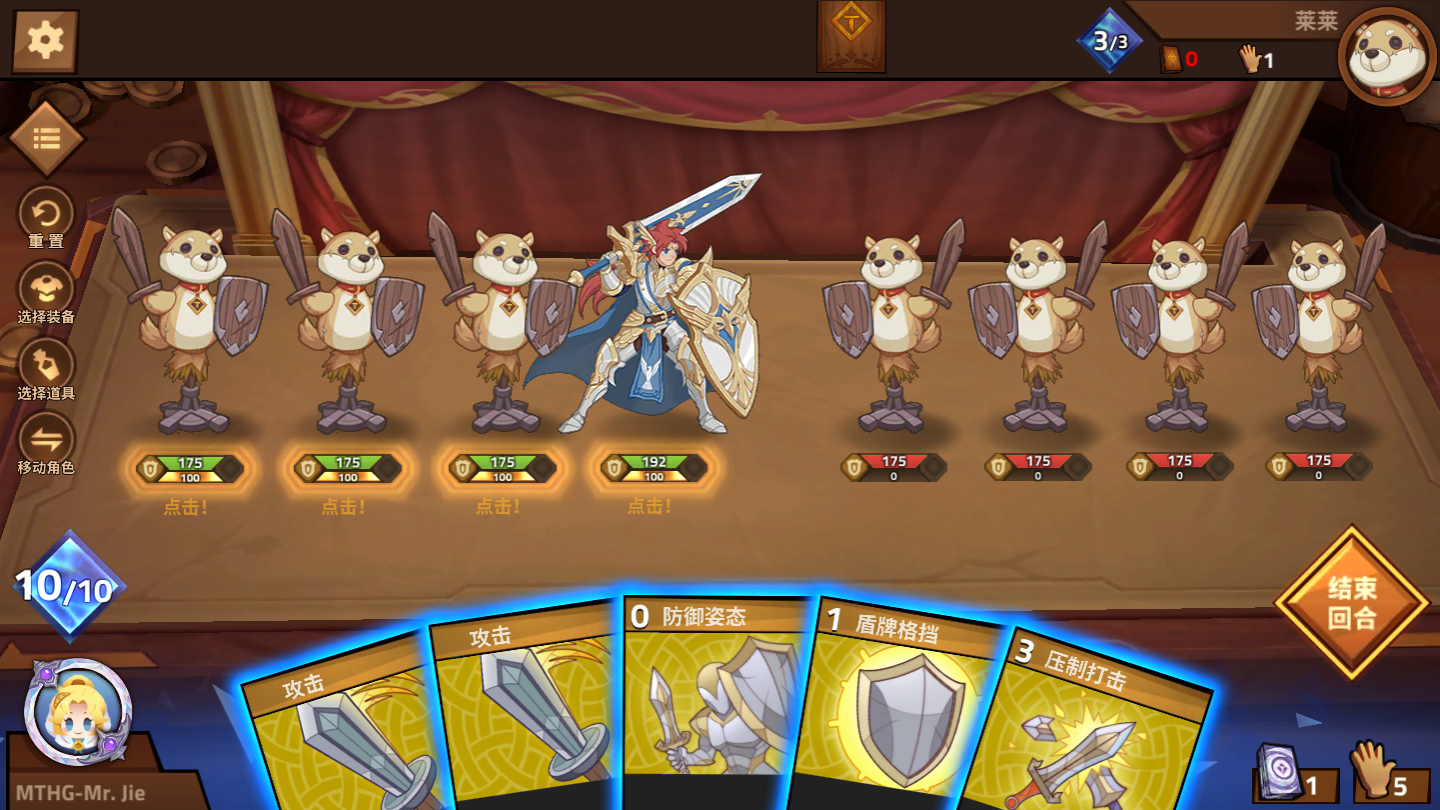 3/3
莱莱
0
1
重置
选择装备
选择道具
移动角色
175
100
点击!
175
100
点击!
175
100
点击!
192
100
点击!
175
0
175
0
175
0
175
0
10/10
结束
回合
攻击
攻击
0 防御姿态
1 盾牌格挡
3 压制打击
MTHG-Mr. Jie
1
5